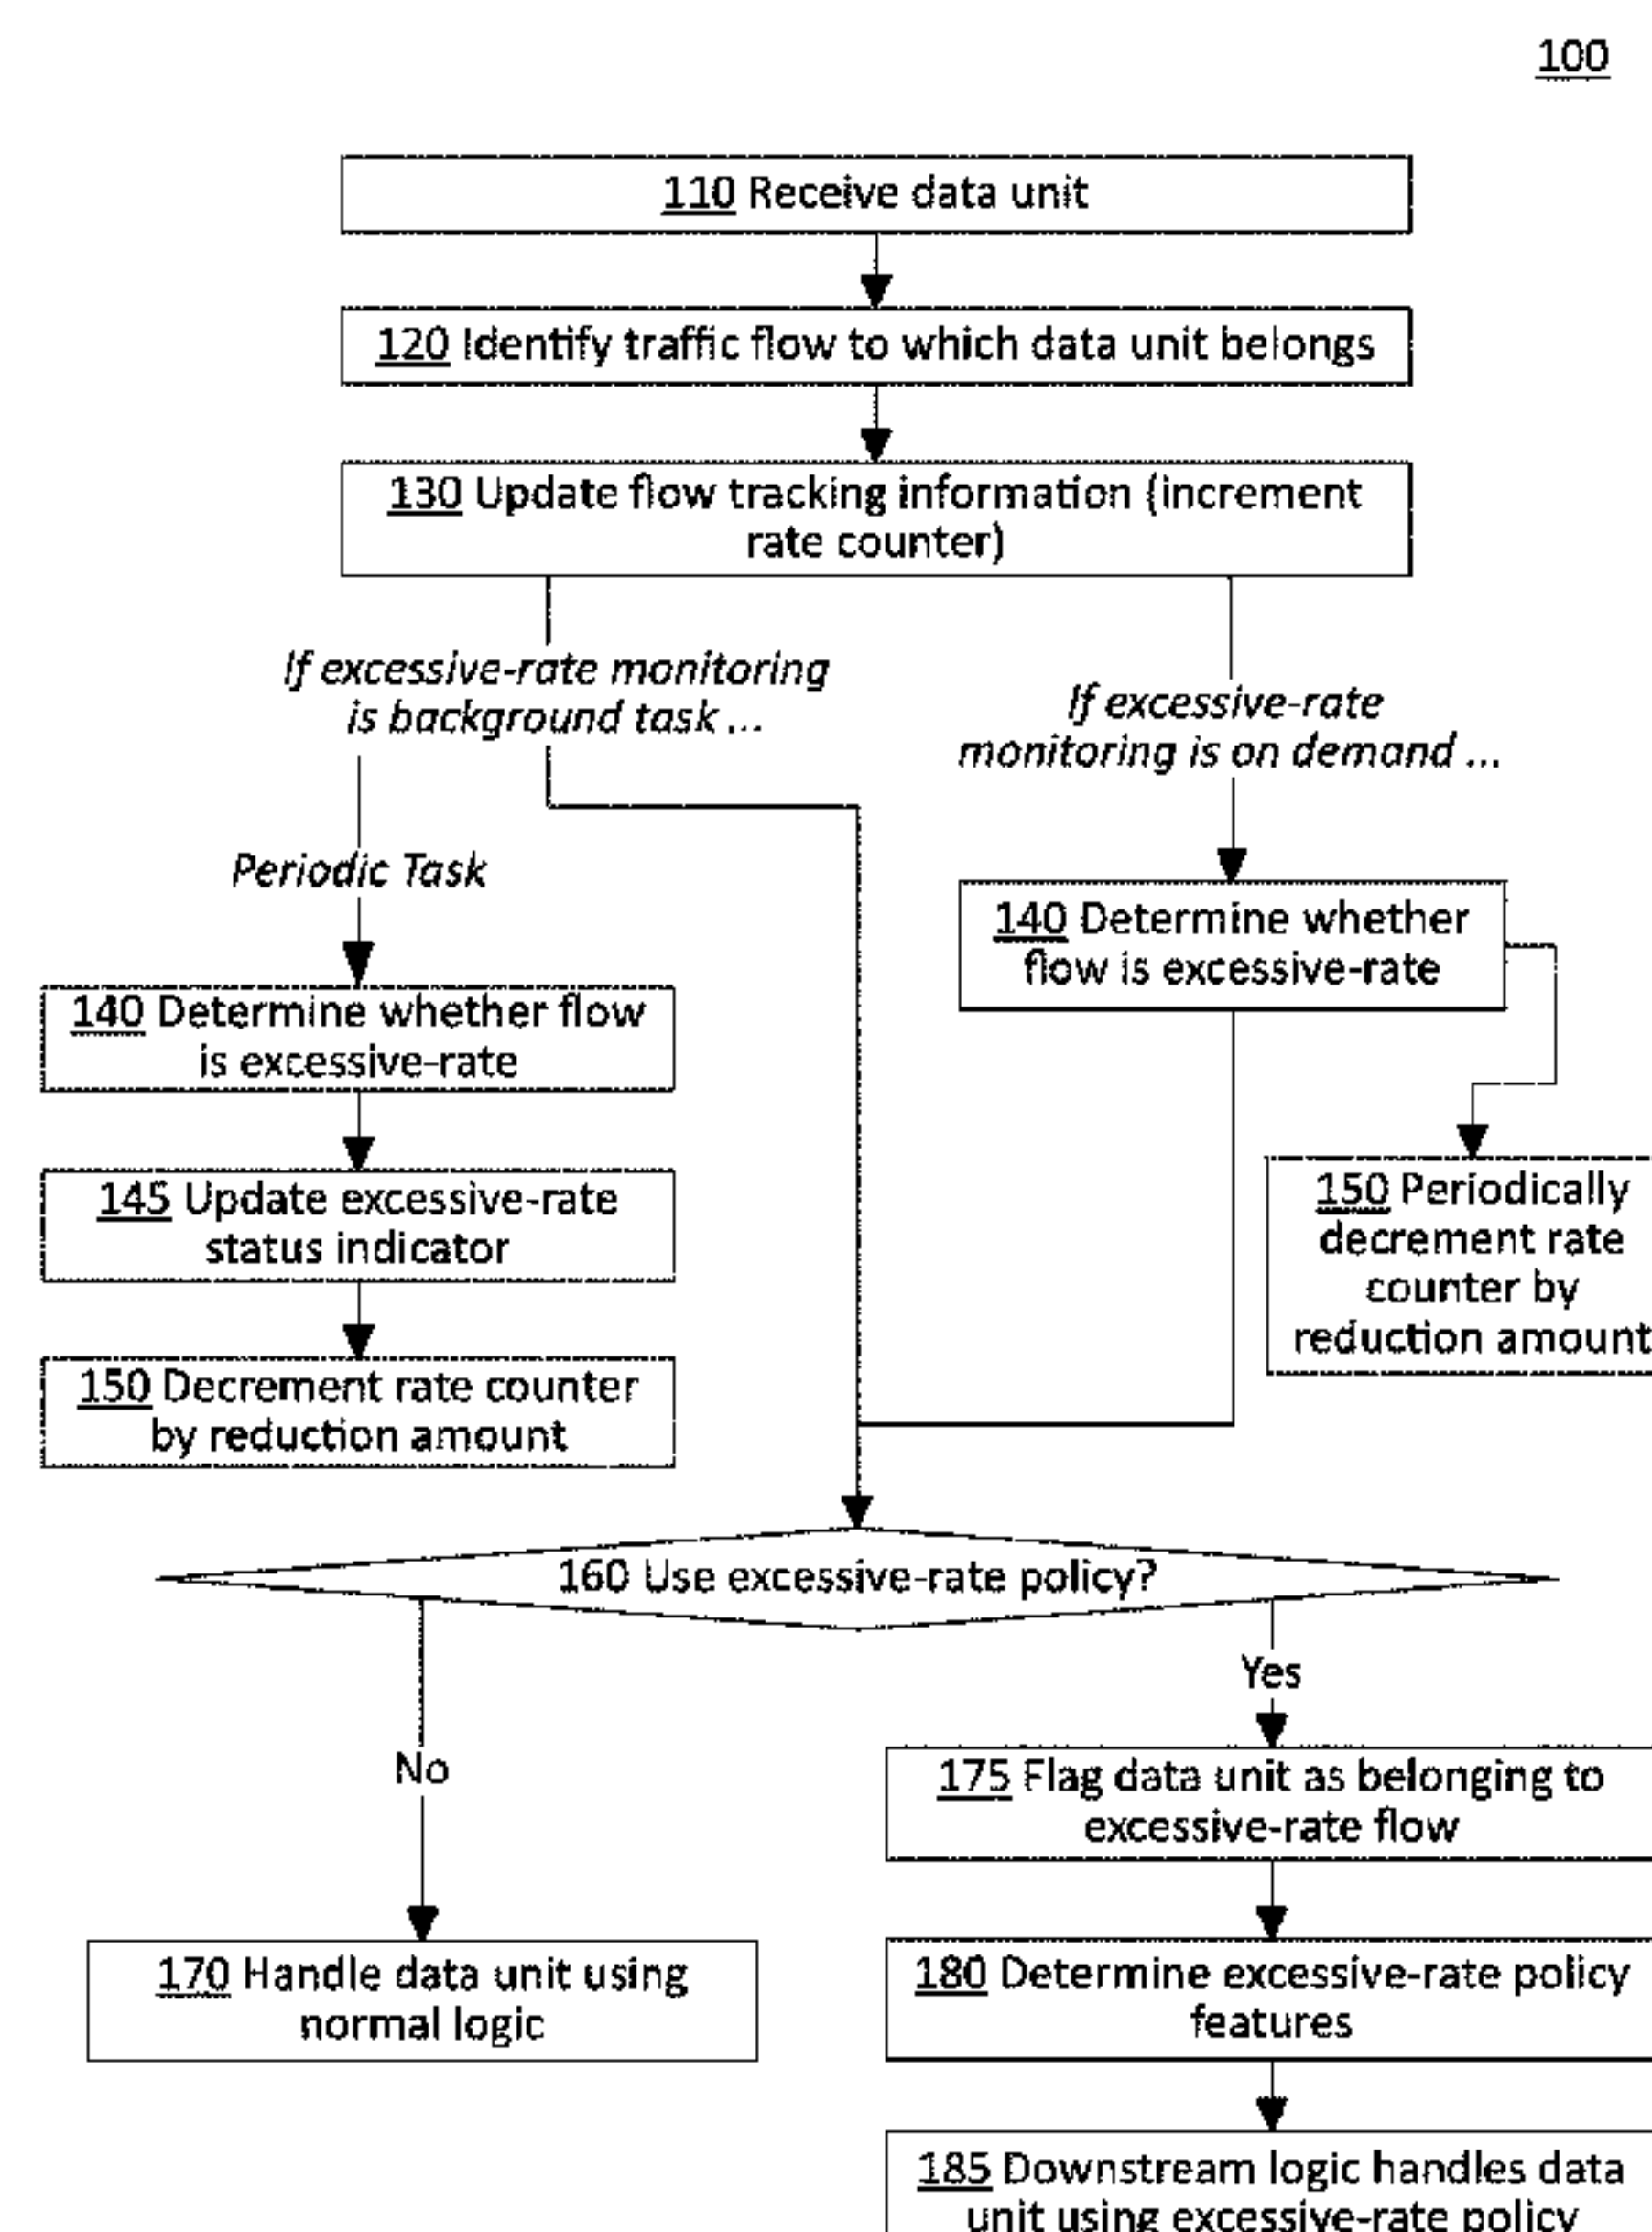 100
110 Receive data unit
120 Identify traffic flow to which data unit belongs
130 Update flow tracking information (increment
rate counter)
If excessive-rate monitoring
is background task ...
If excessive-rate
monitoring is on demand ...
Periodic Task
140 Determine whether
flow is excessive-rate
140 Determine whether flow
is excessive-rate
145 Update excessive-rate
status indicator
150 Periodically
decrement rate
counter by
reduction amount
150 Decrement rate counter
by reduction amount
160 Use excessive-rate policy?
Yes
No
175 Flag data unit as belonging to
excessive-rate flow
170 Handle data unit using
normal logic
180 Determine excessive-rate policy
features
185 Downstream logic handles data
unit using excessive-rate policy